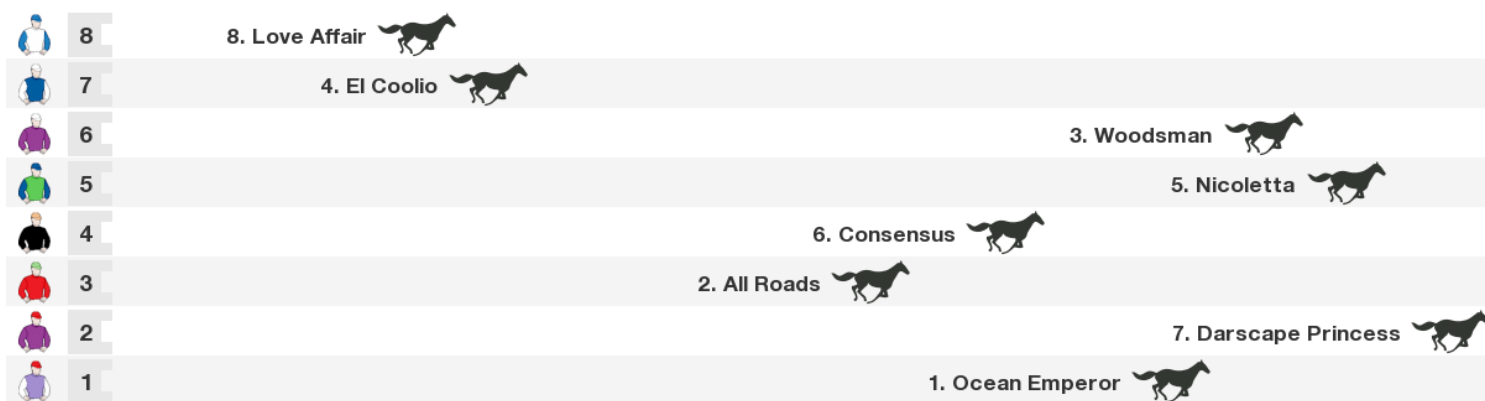 8 8. Love Affair
7 4. El Coolio
6 3. Woodsman
5 5. Nicoletta
4 6. Consensus
3 2. All Roads
2 7. Darscape Princess
1 1. Ocean Emperor